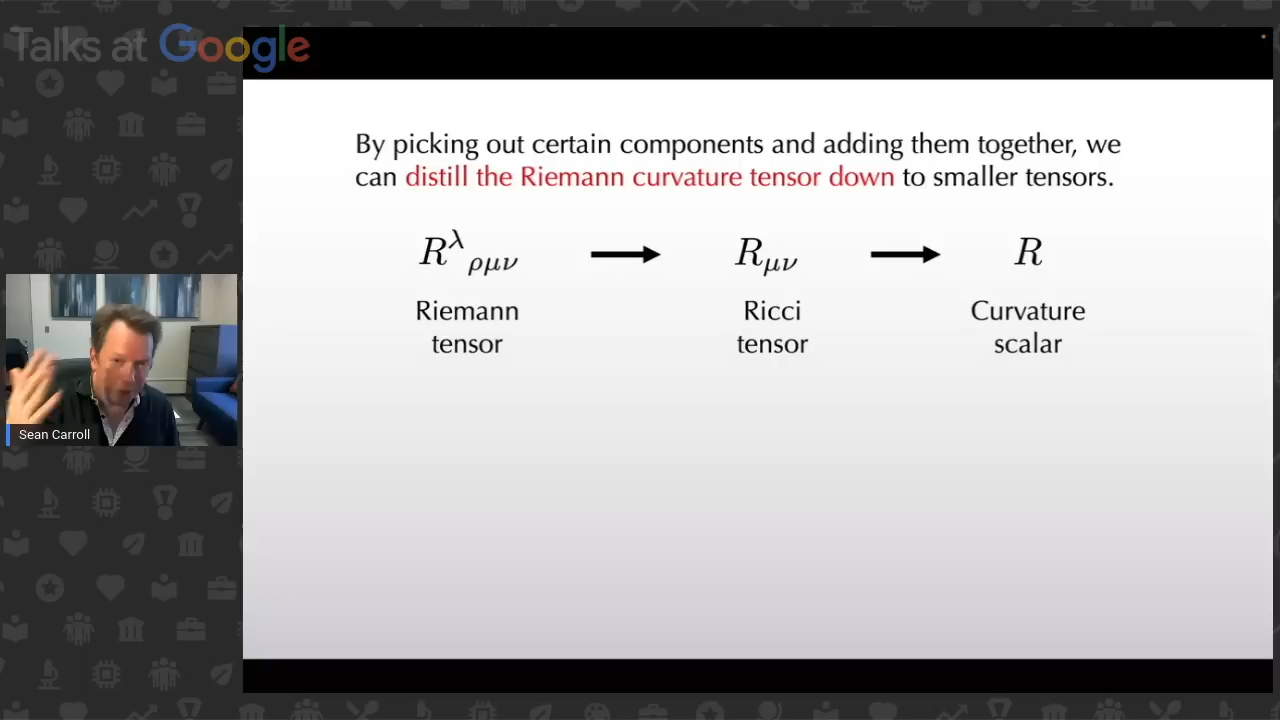 Talks at Google
By picking out certain components and adding them together, we
can distill the Riemann curvature tensor down to smaller tensors.
R^λ_ρμν → R_μν → R
Riemann Ricci Curvature
tensor tensor scalar
Sean Carroll